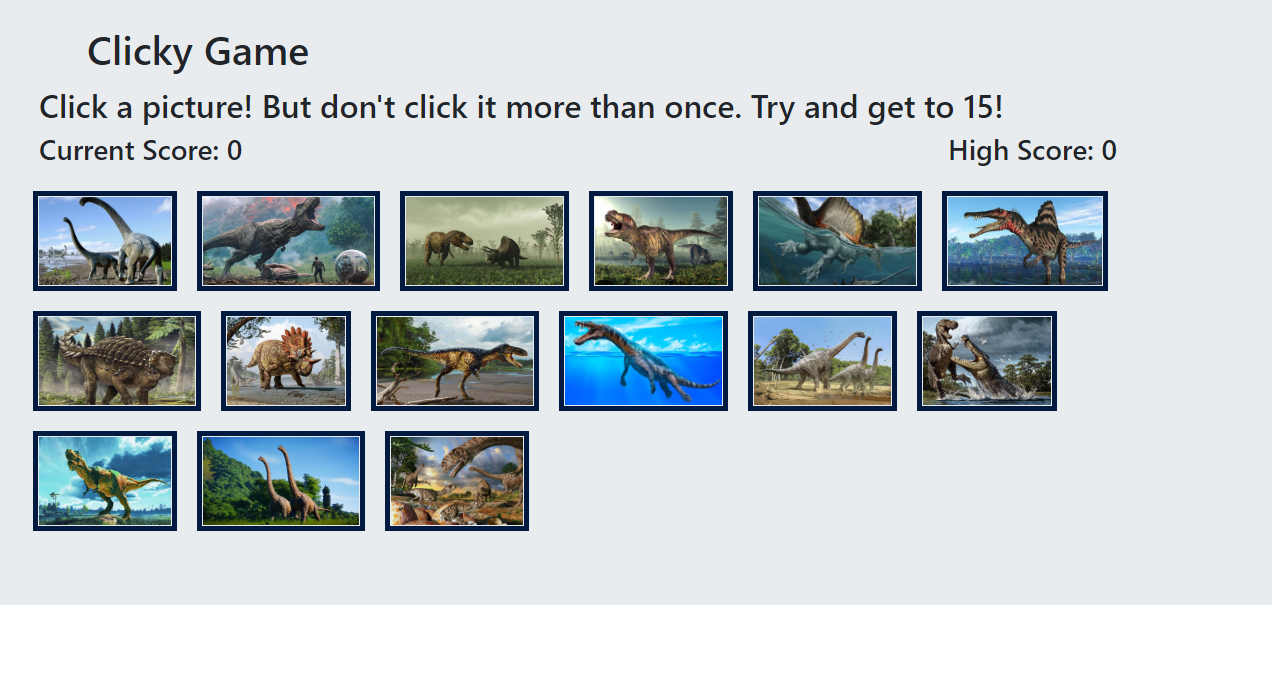 Clicky Game
Click a picture! But don't click it more than once. Try and get to 15!
Current Score: 0
High Score: 0